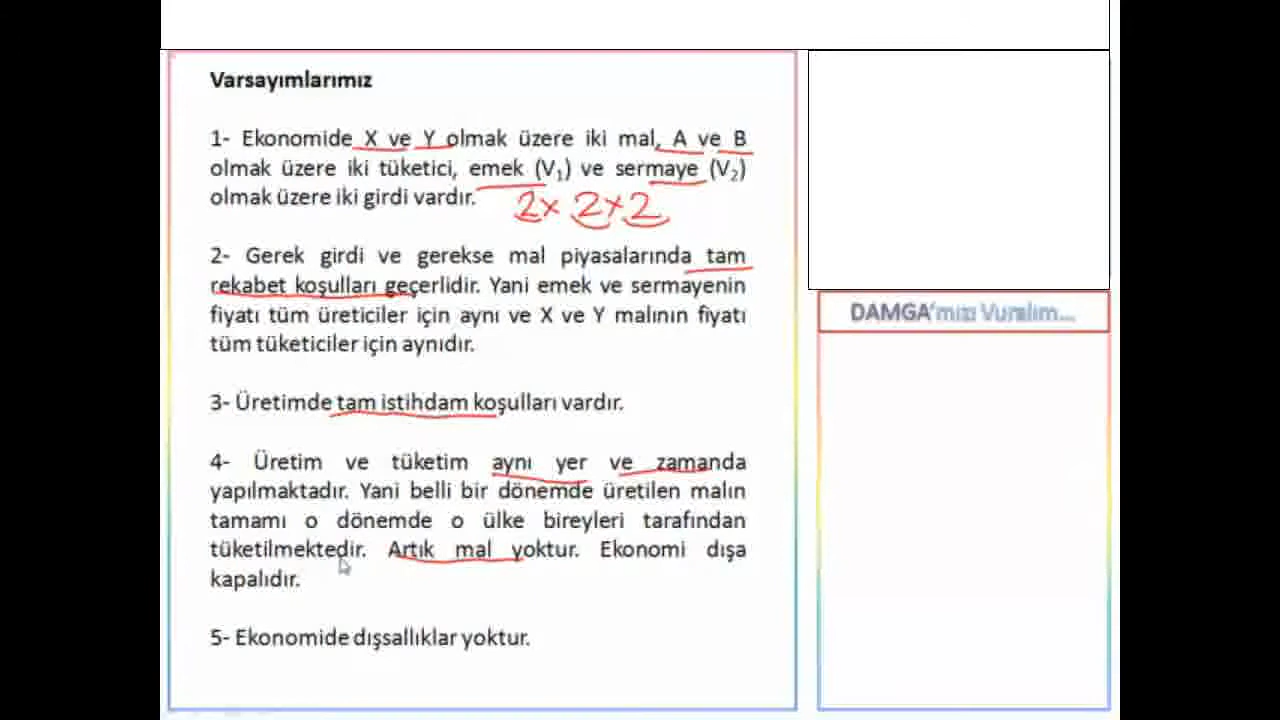 Varsayımlarımız
1- Ekonomide X ve Y olmak üzere iki mal, A ve B
olmak üzere iki tüketici, emek (V₁) ve sermaye (V₂)
olmak üzere iki girdi vardır.
2x 2x2
2- Gerek girdi ve gerekse mal piyasalarında tam
rekabet koşulları geçerlidir. Yani emek ve sermayenin
fiyatı tüm üreticiler için aynı ve X ve Y malının fiyatı
tüm tüketiciler için aynıdır.
3- Üretimde tam istihdam koşulları vardır.
4- Üretim ve tüketim aynı yer ve zamanda
yapılmaktadır. Yani belli bir dönemde üretilen malın
tamamı o dönemde o ülke bireyleri tarafından
tüketilmektedir. Artık mal yoktur. Ekonomi dışa
kapalıdır.
5- Ekonomide dışsallıklar yoktur.
DAMGA'mızı Vuralım...